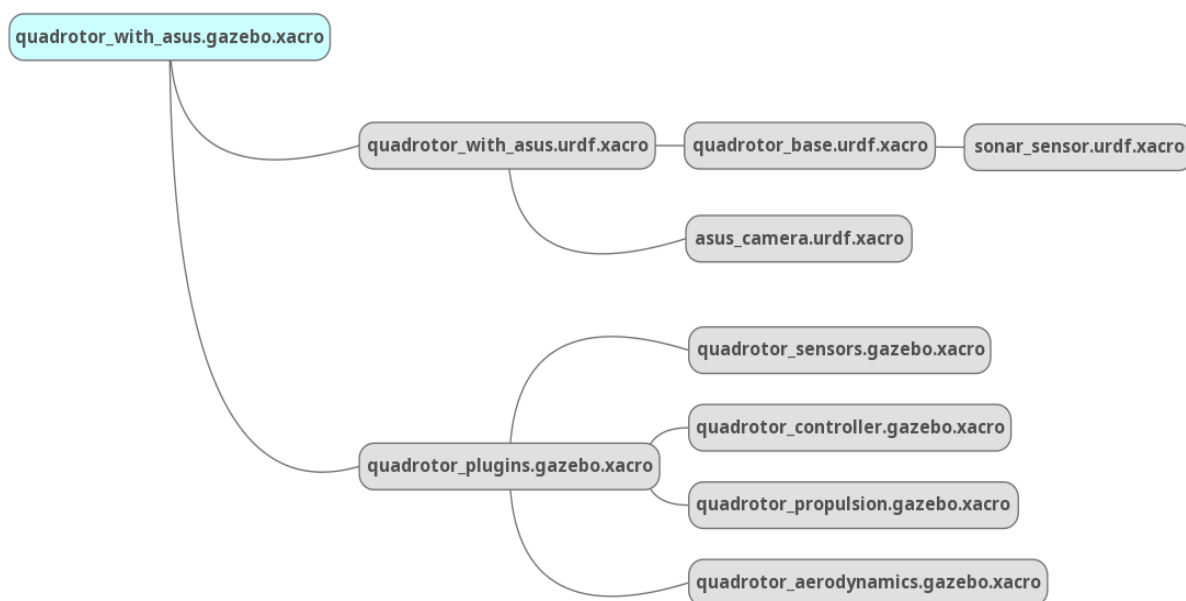 quadrotor_with_asus.gazebo.xacro
quadrotor_with_asus.urdf.xacro
quadrotor_base.urdf.xacro
sonar_sensor.urdf.xacro
asus_camera.urdf.xacro
quadrotor_sensors.gazebo.xacro
quadrotor_controller.gazebo.xacro
quadrotor_plugins.gazebo.xacro
quadrotor_propulsion.gazebo.xacro
quadrotor_aerodynamics.gazebo.xacro